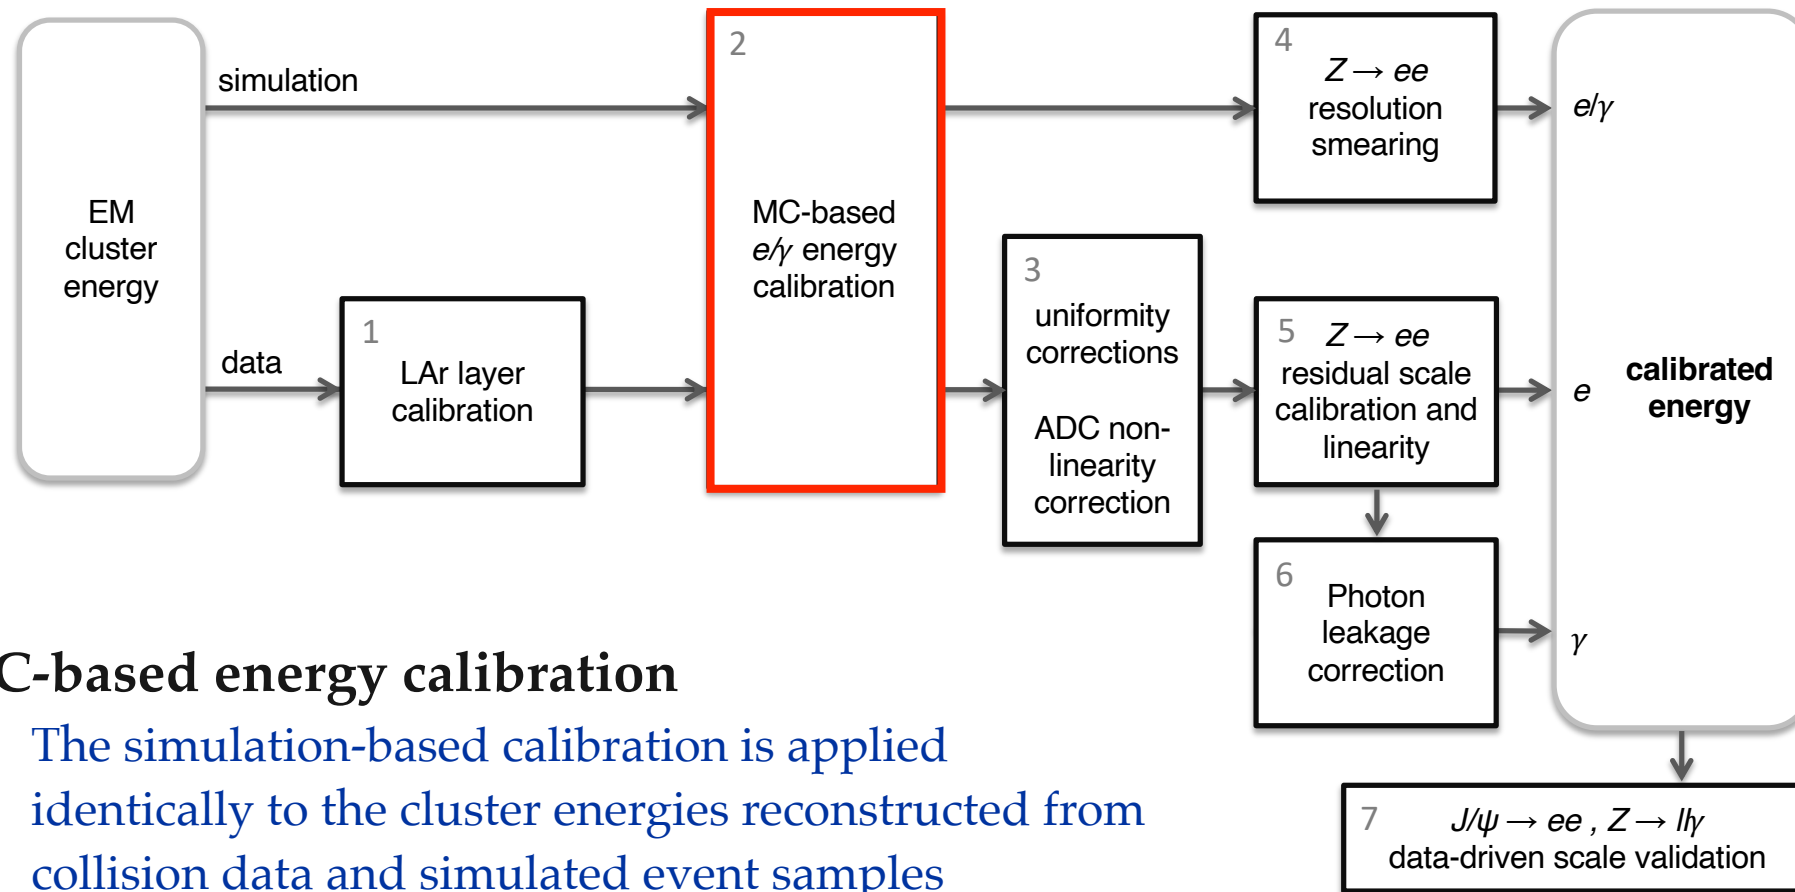 EM
cluster
energy
simulation
data
1
LAr layer
calibration
2
MC-based
e/γ energy
calibration
3
uniformity
corrections
ADC non-
linearity
correction
4
Z → ee
resolution
smearing
5 Z → ee
residual scale
calibration and
linearity
6
Photon
leakage
correction
e/γ
e
γ
calibrated
energy
7 J/ψ → ee , Z → llγ
data-driven scale validation
C-based energy calibration
The simulation-based calibration is applied
identically to the cluster energies reconstructed from
collision data and simulated event samples